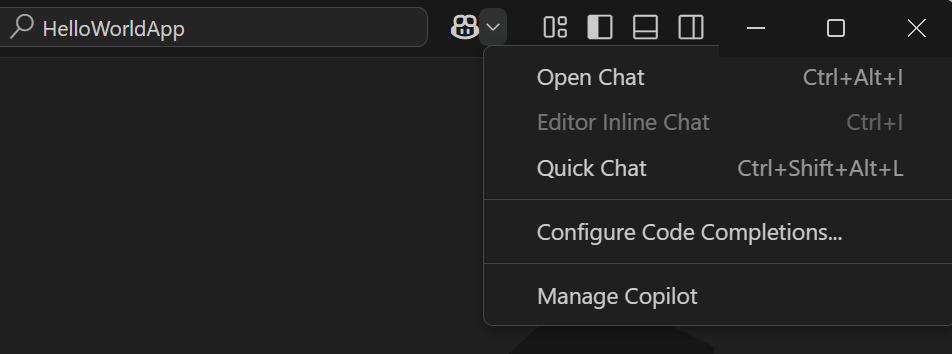 HelloWorldApp
Open Chat Ctrl+Alt+I
Editor Inline Chat Ctrl+I
Quick Chat Ctrl+Shift+Alt+L
Configure Code Completions...
Manage Copilot